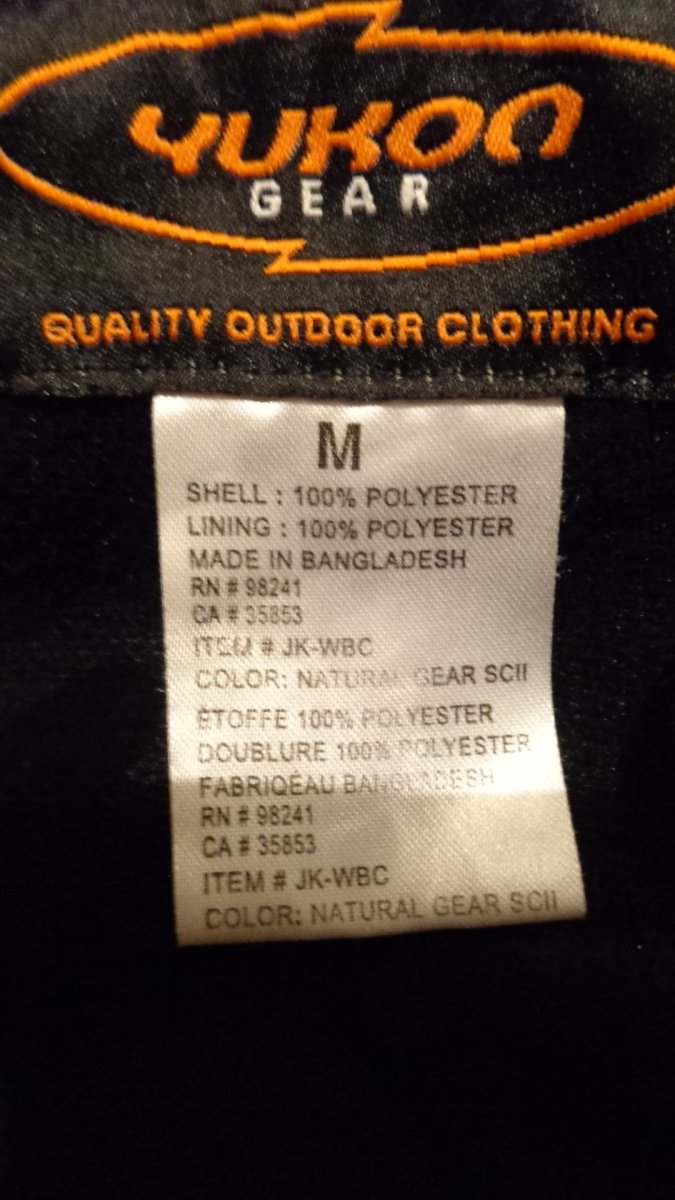 YUKON
GEAR
QUALITY OUTDOOR CLOTHING
M
SHELL : 100% POLYESTER
LINING : 100% POLYESTER
MADE IN BANGLADESH
RN # 98241
CA # 35853
ITEM # JK-WBC
COLOR: NATURAL GEAR SCII
ÉTOFFE 100% POLYESTER
DOUBLURE 100% POLYESTER
FABRIQÉAU BANGLADESH
RN # 98241
CA # 35853
ITEM # JK-WBC
COLOR: NATURAL GEAR SCII